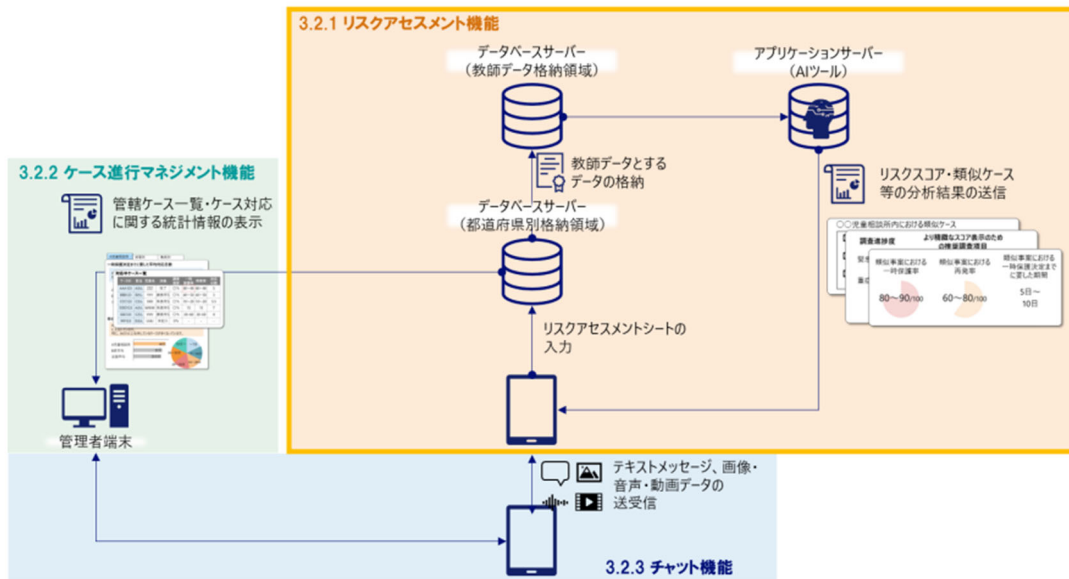 3.2.1 リスクアセスメント機能
データベースサーバー
（教師データ格納領域）
アプリケーションサーバー
（AIツール）
教師データとする
データの格納
リスクスコア・類似ケース
等の分析結果の送信
データベースサーバー
（都道府県別格納領域）
〇〇児童相談所内における類似ケース
調査進捗度
より精緻なスコア表示のため
の推奨調査項目
類似事案における
一時保護率
80～90/100
類似事案における
再発率
60～80/100
類似事案における
一時保護決定まで
に要した期間
5日～
10日
リスクアセスメントシートの
入力
3.2.2 ケース進行マネジメント機能
管轄ケース一覧・ケース対応
に関する統計情報の表示
管理者端末
テキストメッセージ、画像・
音声・動画データの
送受信
3.2.3 チャット機能